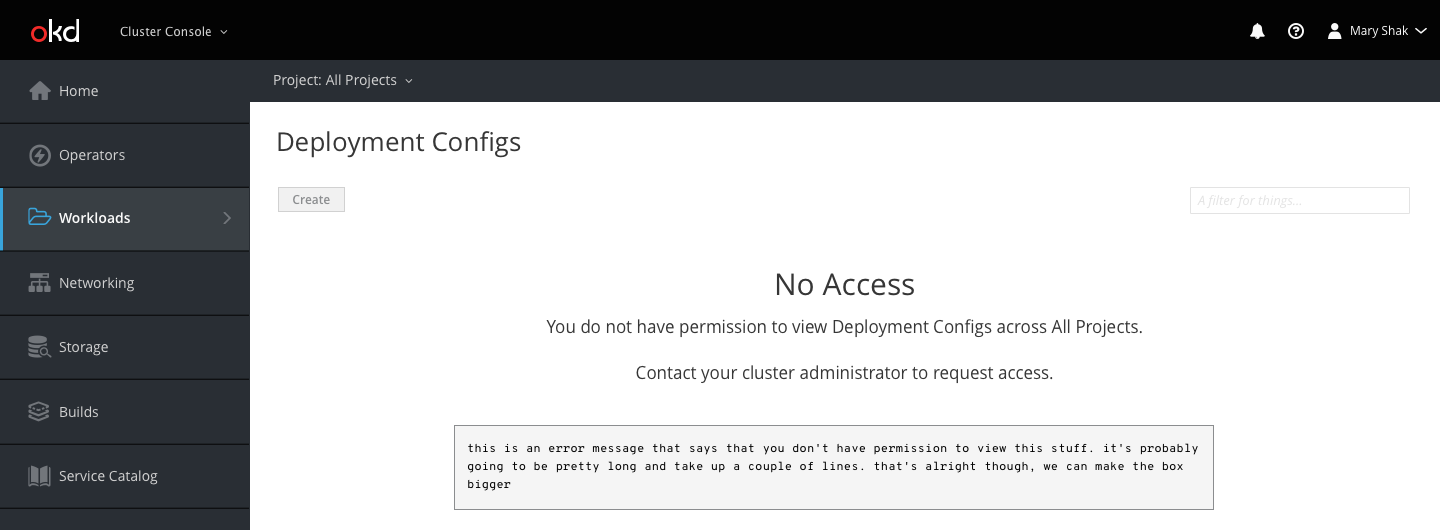 okd
Cluster Console
Mary Shak
Project: All Projects
Home
Operators
Workloads
Networking
Storage
Builds
Service Catalog
Deployment Configs
Create
A filter for things...
No Access
You do not have permission to view Deployment Configs across All Projects.
Contact your cluster administrator to request access.
this is an error message that says that you don't have permission to view this stuff. it's probably
going to be pretty long and take up a couple of lines. that's alright though, we can make the box
bigger